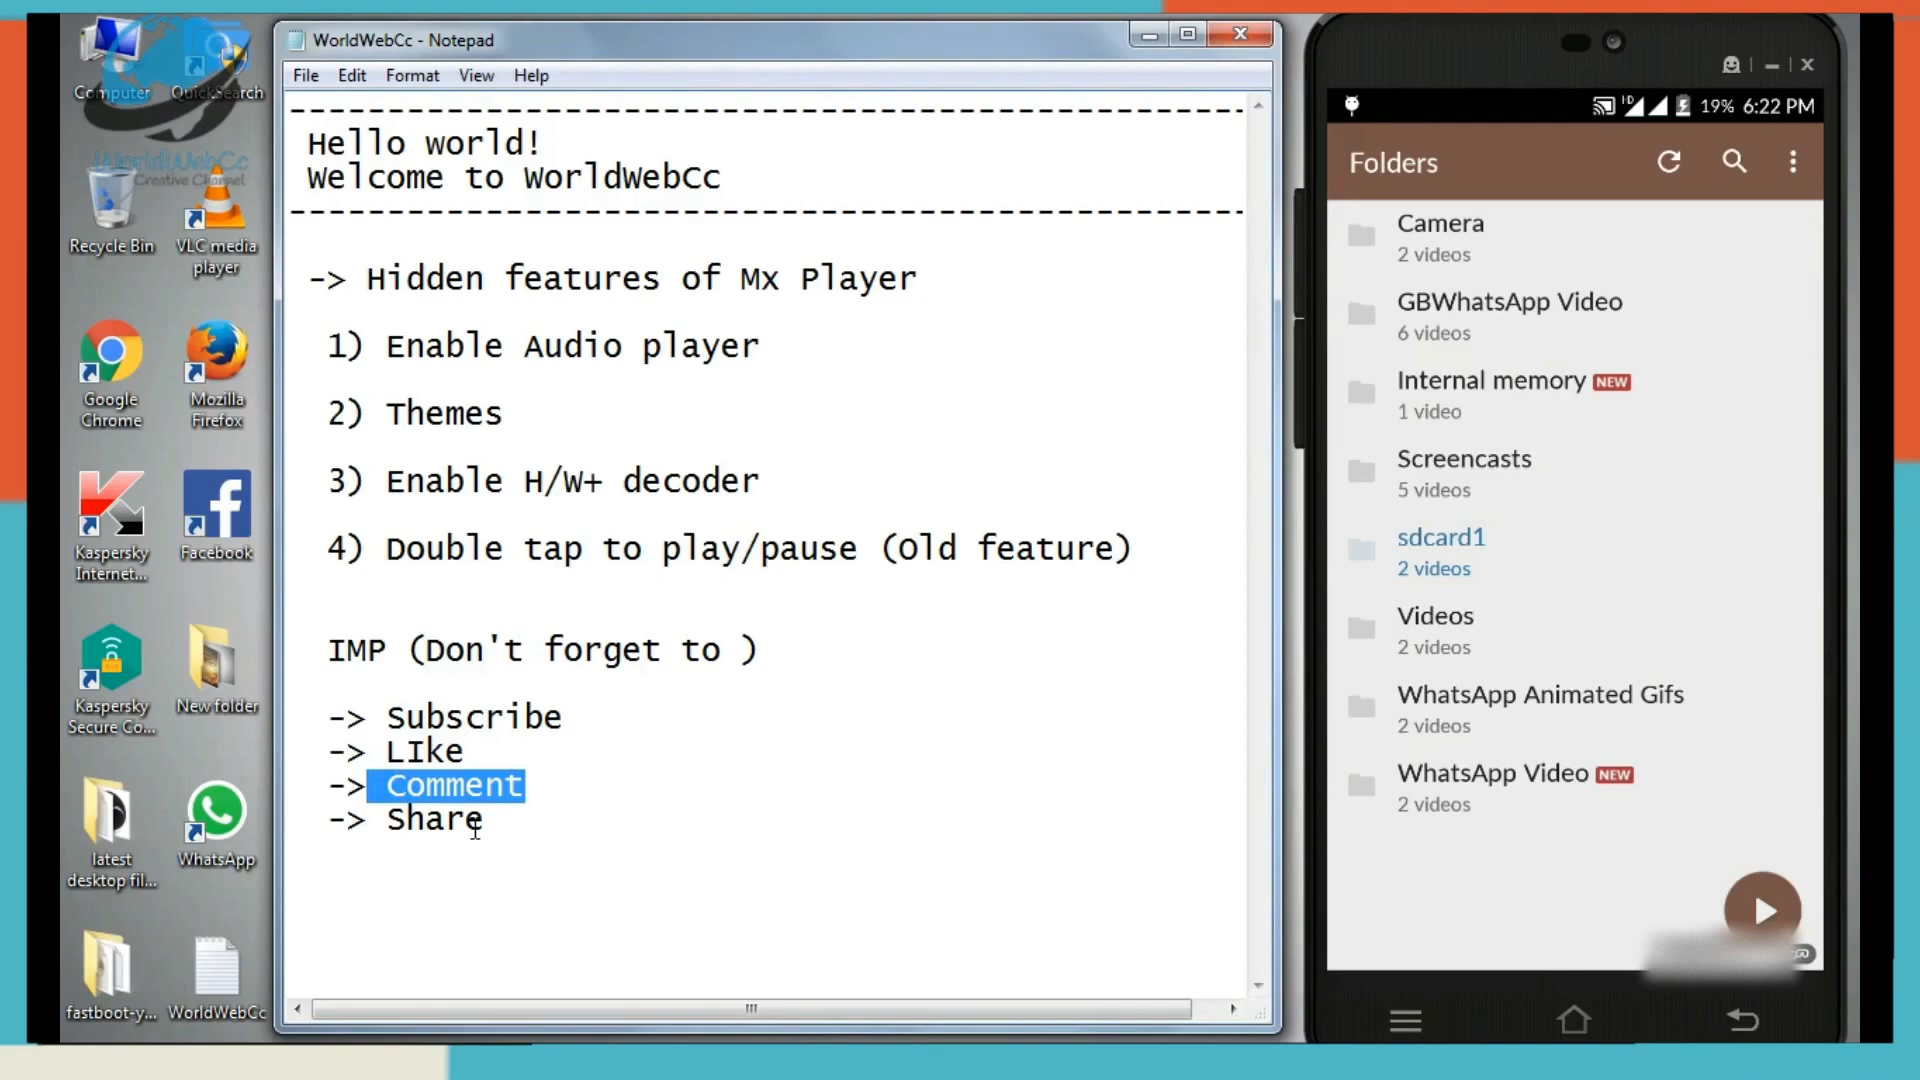 Computer
QuickSearch
WorldWebCc
Creative Channel
Recycle Bin
VLC media
player
Google
Chrome
Mozilla
Firefox
Kaspersky
Internet...
Facebook
Kaspersky
Secure Co...
New folder
latest
desktop fil...
WhatsApp
fastboot-y...
WorldWebCc
WorldWebCc - Notepad
File Edit Format View Help
------------------------------------------------
Hello world!
Welcome to WorldWebCc
------------------------------------------------
-> Hidden features of Mx Player
1) Enable Audio player
2) Themes
3) Enable H/W+ decoder
4) Double tap to play/pause (Old feature)
IMP (Don't forget to )
-> Subscribe
-> LIke
-> Comment
-> Share
19% 6:22 PM
Folders
Camera
2 videos
GBWhatsApp Video
6 videos
Internal memory NEW
1 video
Screencasts
5 videos
sdcard1
2 videos
Videos
2 videos
WhatsApp Animated Gifs
2 videos
WhatsApp Video NEW
2 videos